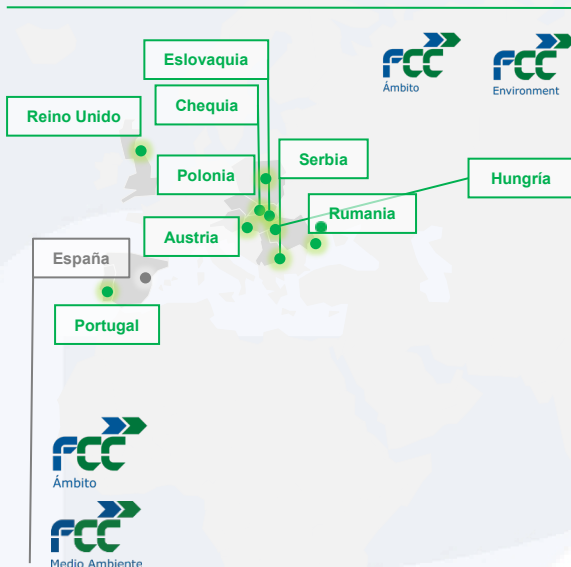 Eslovaquia
FCC
Ámbito
FCC
Environment
Chequia
Reino Unido
Serbia
Polonia
Hungría
Rumania
Austria
España
Portugal
FCC
Ámbito
FCC
Medio Ambiente